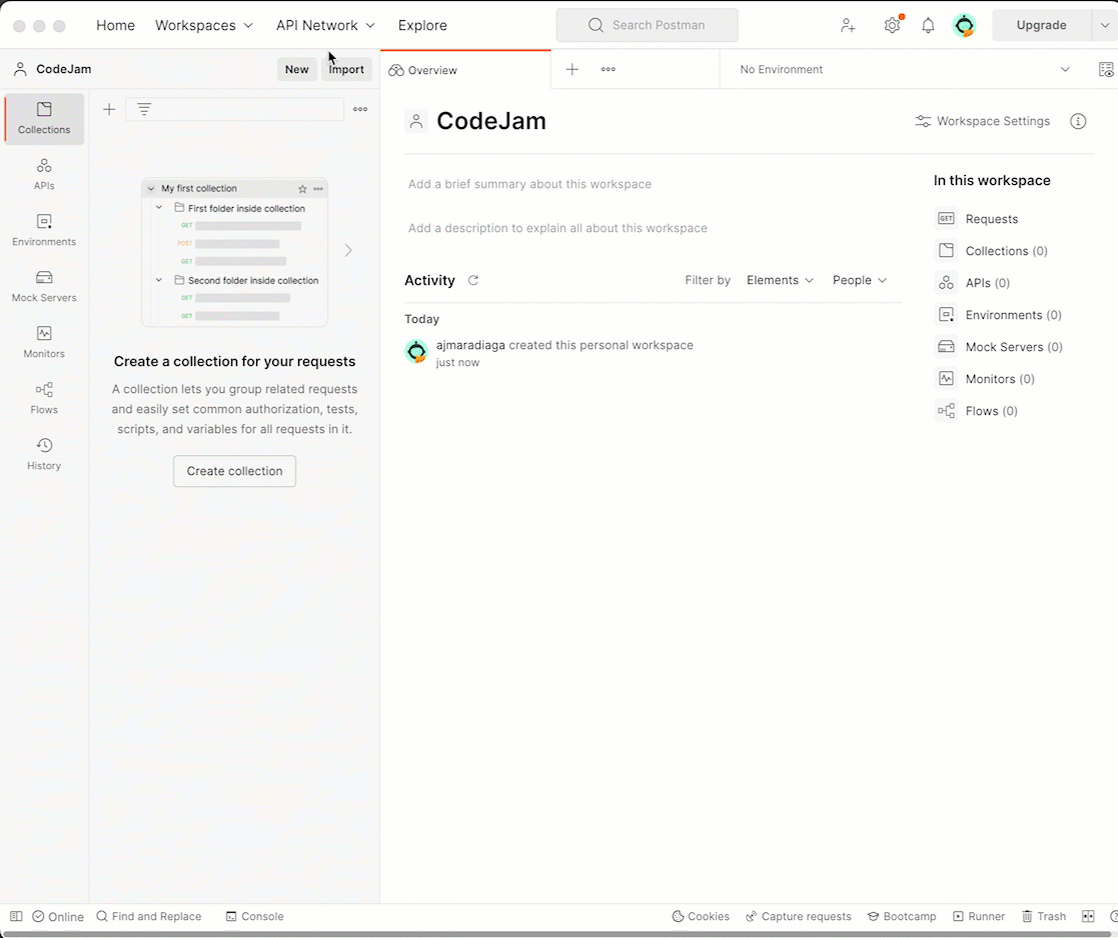 Home Workspaces API Network Explore Search Postman Upgrade
CodeJam New Import Overview No Environment
Collections
APIs
Environments
Mock Servers
Monitors
Flows
History
My first collection
First folder inside collection
GET
POST
GET
Second folder inside collection
GET
GET
Create a collection for your requests
A collection lets you group related requests
and easily set common authorization, tests,
scripts, and variables for all requests in it.
Create collection
CodeJam
Workspace Settings
Add a brief summary about this workspace
Add a description to explain all about this workspace
Activity Filter by Elements People
Today
ajmaradiaga created this personal workspace
just now
In this workspace
GET Requests
Collections (0)
APIs (0)
Environments (0)
Mock Servers (0)
Monitors (0)
Flows (0)
Online Find and Replace Console Cookies Capture requests Bootcamp Runner Trash